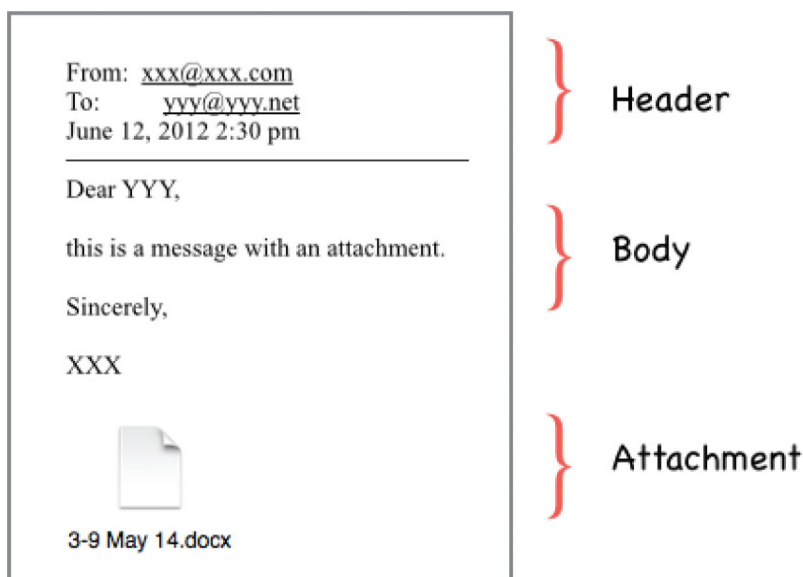 From: xxx@xxx.com
To: yyy@yyy.net
June 12, 2012 2:30 pm
Header
Dear YYY,
this is a message with an attachment.
Body
Sincerely,
XXX
Attachment
3-9 May 14.docx